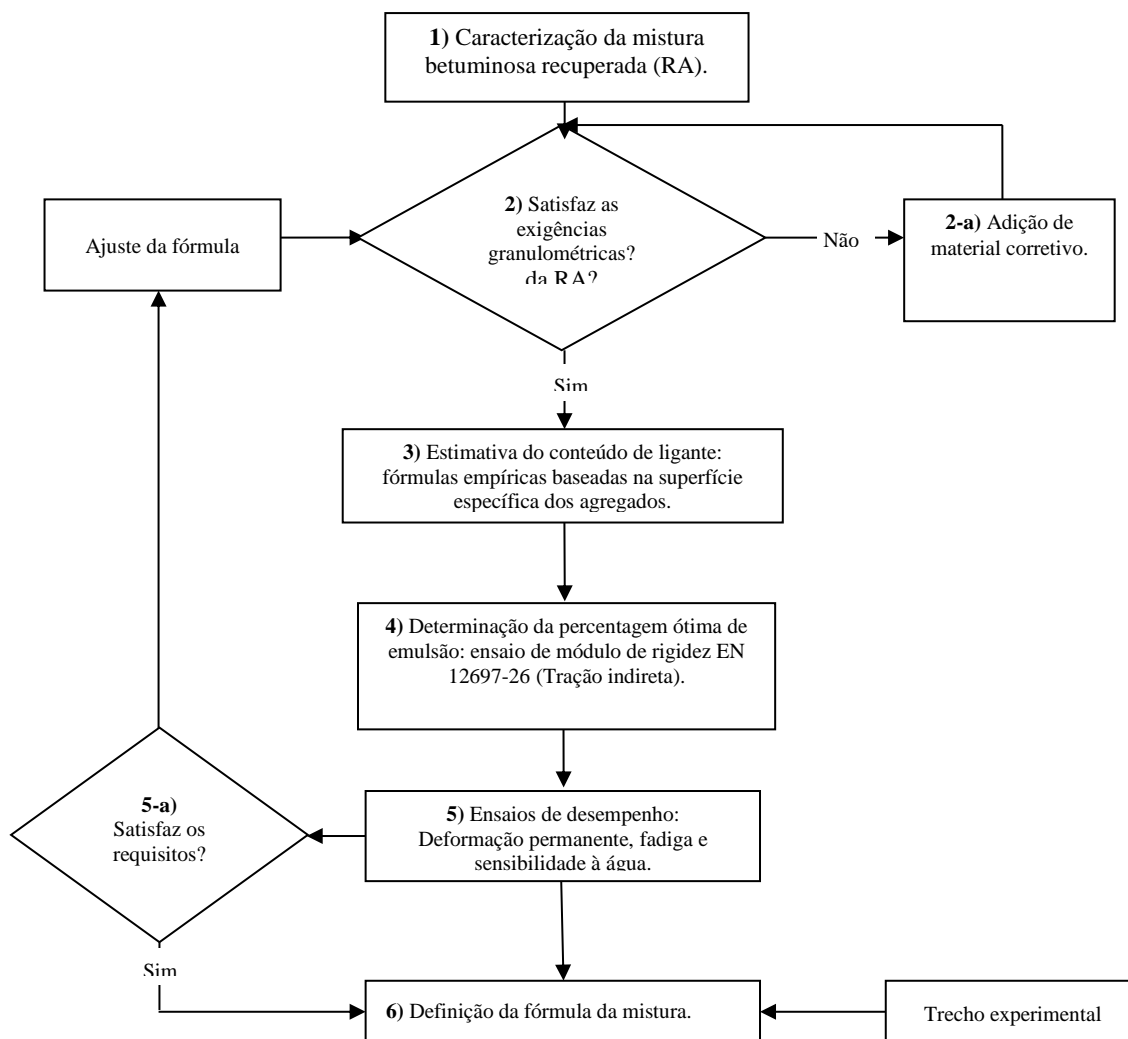 1) Caracterização da mistura
betuminosa recuperada (RA).
2) Satisfaz as
exigências
granulométricas?
da RA?
Não
2-a) Adição de
material corretivo.
Ajuste da fórmula
Sim
3) Estimativa do conteúdo de ligante:
fórmulas empíricas baseadas na superfície
específica dos agregados.
4) Determinação da percentagem ótima de
emulsão: ensaio de módulo de rigidez EN
12697-26 (Tração indireta).
5-a)
Satisfaz os
requisitos?
5) Ensaios de desempenho:
Deformação permanente, fadiga e
sensibilidade à água.
Sim
6) Definição da fórmula da mistura.
Trecho experimental